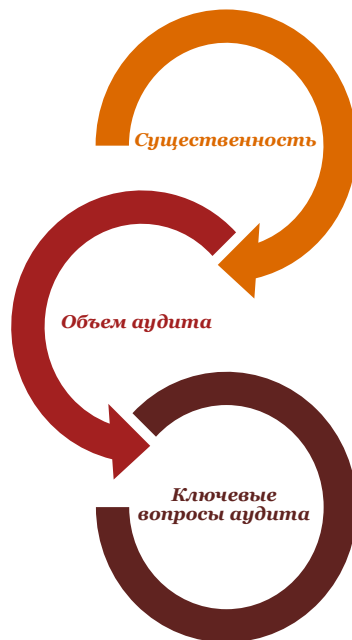 Существенность
Объем аудита
Ключевые
вопросы аудита